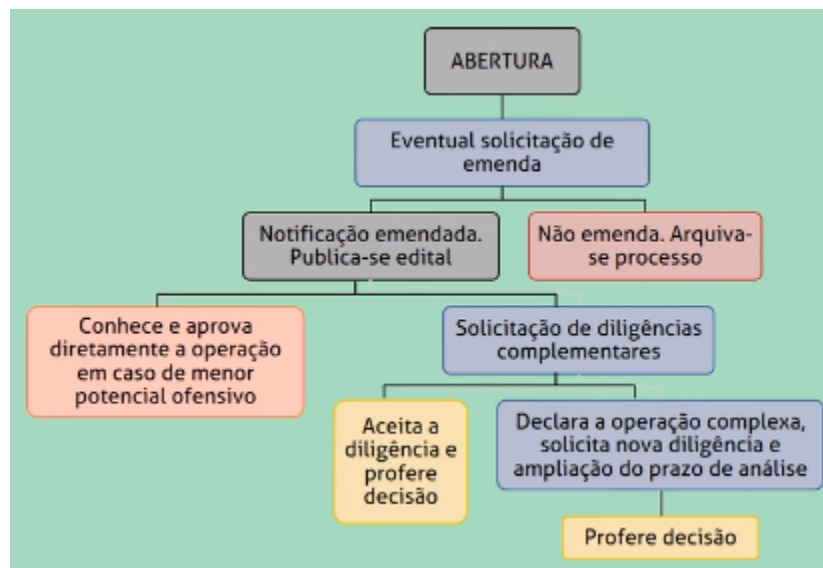 ABERTURA
Eventual solicitação de
emenda
Notificação emendada.
Publica-se edital
Não emenda. Arquiva-
se processo
Conhece e aprova
diretamente a operação
em caso de menor
potencial ofensivo
Solicitação de diligências
complementares
Aceita a
diligência e
profere
decisão
Declara a operação complexa,
solicita nova diligência e
ampliação do prazo de análise
Profere decisão